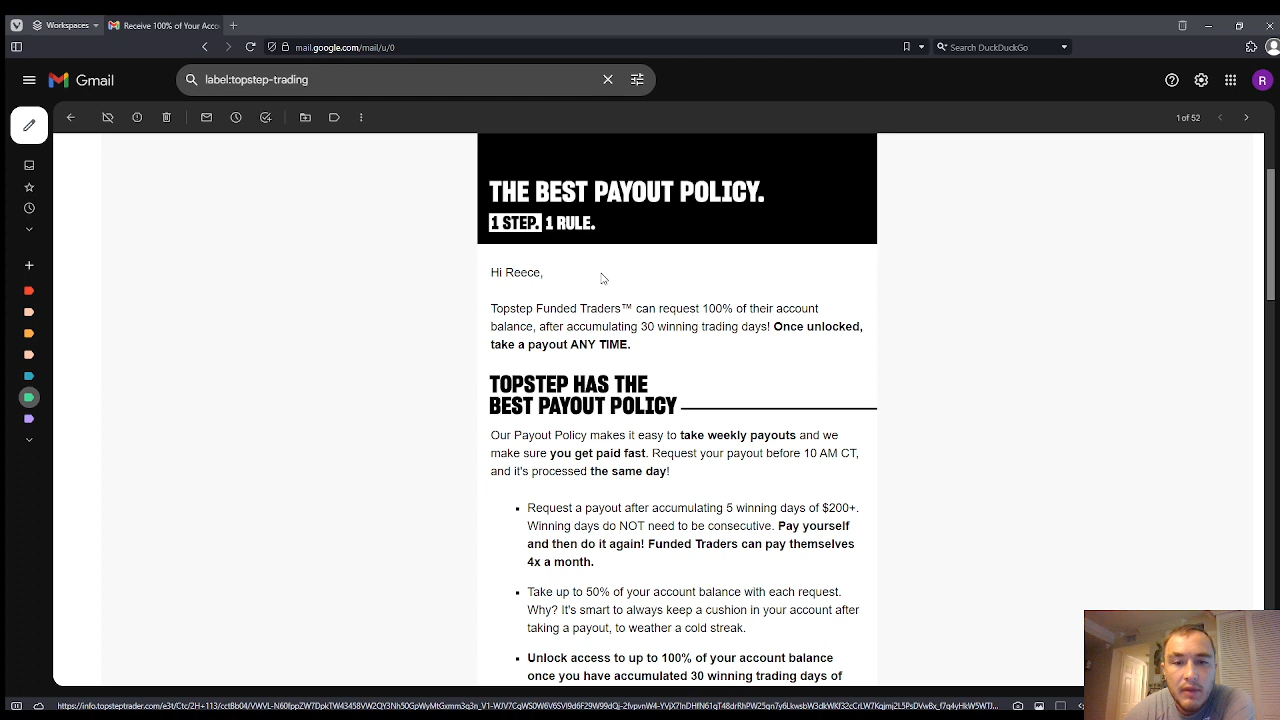 Workspaces
Receive 100% of Your Acco
mail.google.com/mail/u/0
Search DuckDuckGo
Gmail
label:topstep-trading
R
1 of 52
THE BEST PAYOUT POLICY.
1 STEP. 1 RULE.
Hi Reece,
Topstep Funded Traders™ can request 100% of their account
balance, after accumulating 30 winning trading days! Once unlocked,
take a payout ANY TIME.
TOPSTEP HAS THE
BEST PAYOUT POLICY
Our Payout Policy makes it easy to take weekly payouts and we
make sure you get paid fast. Request your payout before 10 AM CT,
and it's processed the same day!
Request a payout after accumulating 5 winning days of $200+.
Winning days do NOT need to be consecutive. Pay yourself
and then do it again! Funded Traders can pay themselves
4x a month.
Take up to 50% of your account balance with each request.
Why? It's smart to always keep a cushion in your account after
taking a payout, to weather a cold streak.
Unlock access to up to 100% of your account balance
once you have accumulated 30 winning trading days of